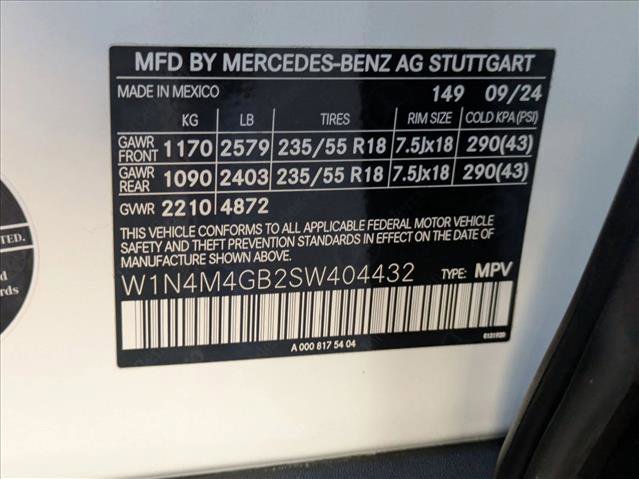 MFD BY MERCEDES-BENZ AG STUTTGART
MADE IN MEXICO 149 09/24
KG LB TIRES RIM SIZE COLD KPA (PSI)
GAWR FRONT 1170 2579 235/55 R18 7.5Jx18 290(43)
GAWR REAR 1090 2403 235/55 R18 7.5Jx18 290(43)
GVWR 2210 4872
THIS VEHICLE CONFORMS TO ALL APPLICABLE FEDERAL MOTOR VEHICLE
SAFETY AND THEFT PREVENTION STANDARDS IN EFFECT ON THE DATE OF
MANUFACTURE SHOWN ABOVE.
W1N4M4GB2SW404432 TYPE: MPV
A 000 817 54 04